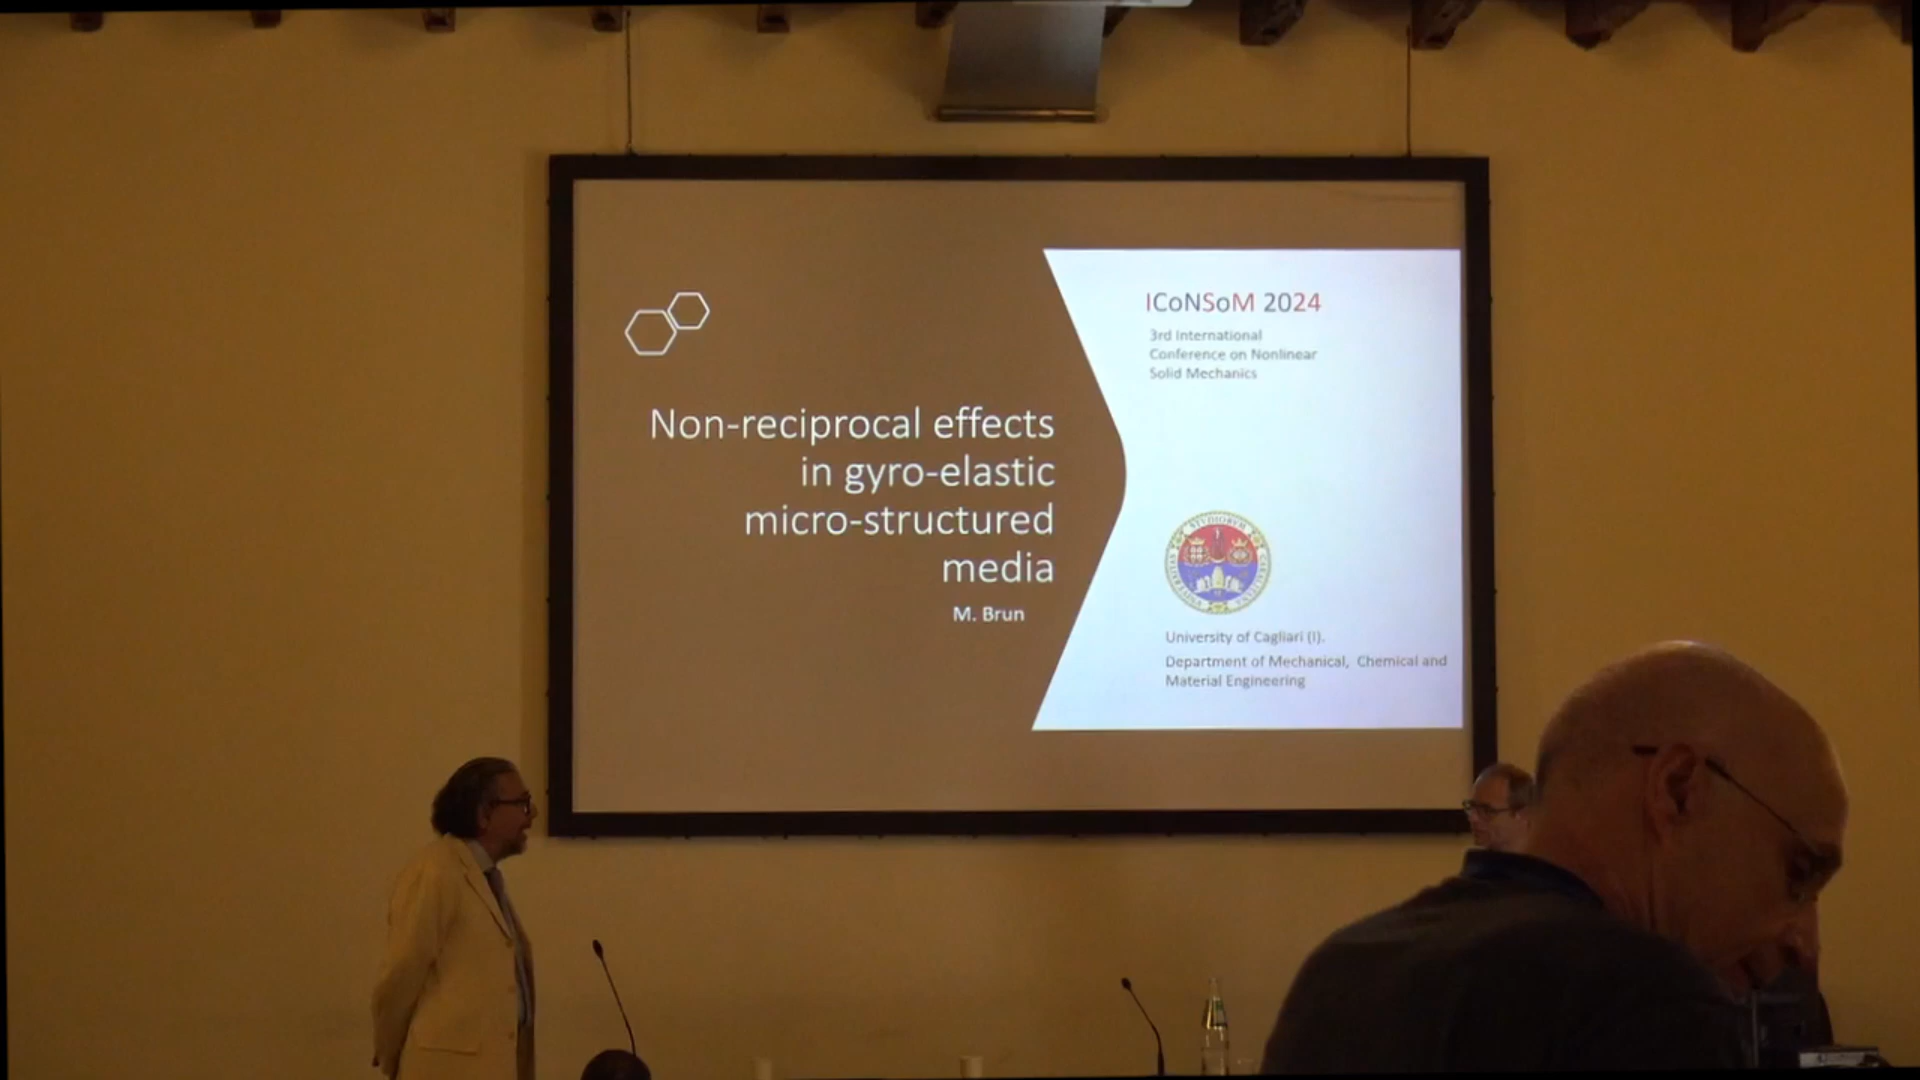 Non-reciprocal effects
in gyro-elastic
micro-structured
media
M. Brun
ICoNSoM 2024
3rd International
Conference on Nonlinear
Solid Mechanics
University of Cagliari (I).
Department of Mechanical, Chemical and
Material Engineering